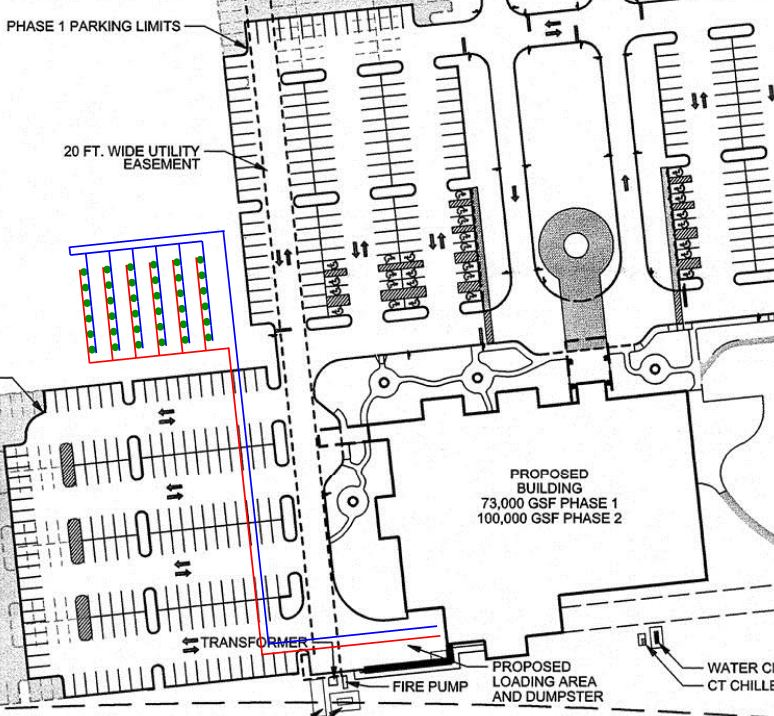 PHASE 1 PARKING LIMITS
20 FT. WIDE UTILITY
EASEMENT
PROPOSED
BUILDING
73,000 GSF PHASE 1
100,000 GSF PHASE 2
TRANSFORMER
FIRE PUMP
PROPOSED
LOADING AREA
AND DUMPSTER
WATER
CT CHILLE